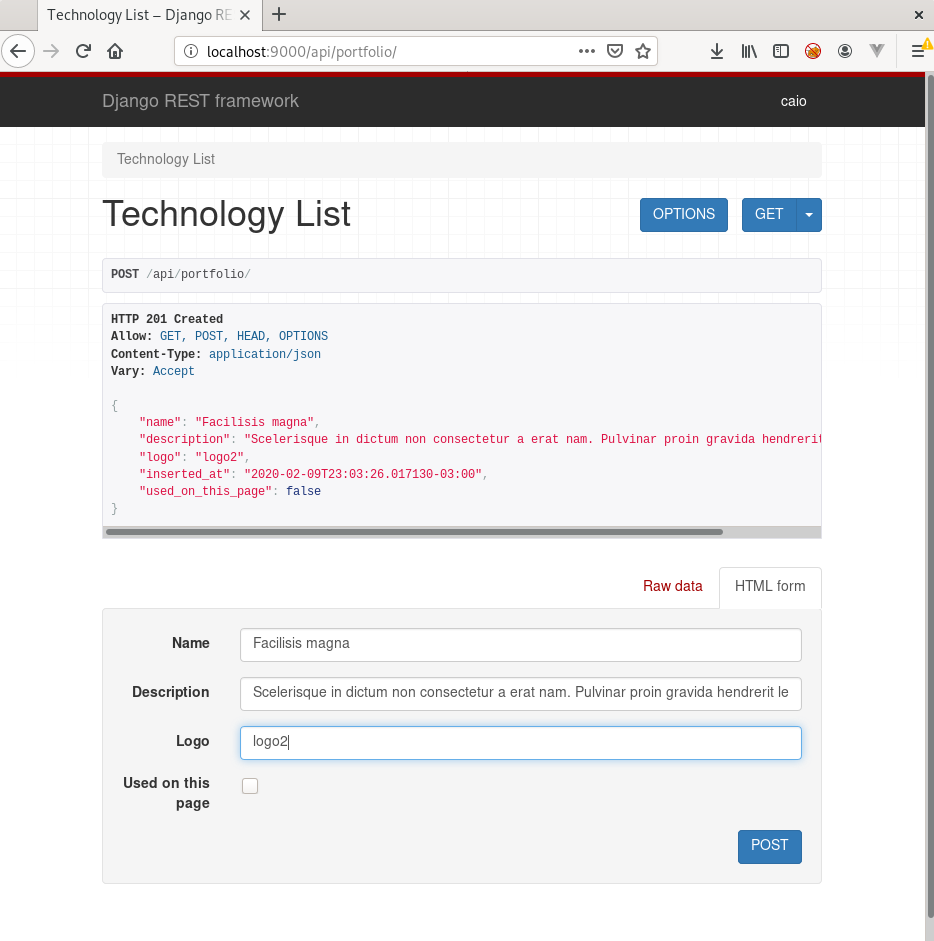 Technology List – Django RE
localhost:9000/api/portfolio/
Django REST framework
caio
Technology List
Technology List
OPTIONS
GET
POST /api/portfolio/
HTTP 201 Created
Allow: GET, POST, HEAD, OPTIONS
Content-Type: application/json
Vary: Accept
{
    "name": "Facilisis magna",
    "description": "Scelerisque in dictum non consectetur a erat nam. Pulvinar proin gravida hendrerit
    "logo": "logo2",
    "inserted_at": "2020-02-09T23:03:26.017130-03:00",
    "used_on_this_page": false
}
Raw data
HTML form
Name
Facilisis magna
Description
Scelerisque in dictum non consectetur a erat nam. Pulvinar proin gravida hendrerit le
Logo
logo2
Used on this
page
POST